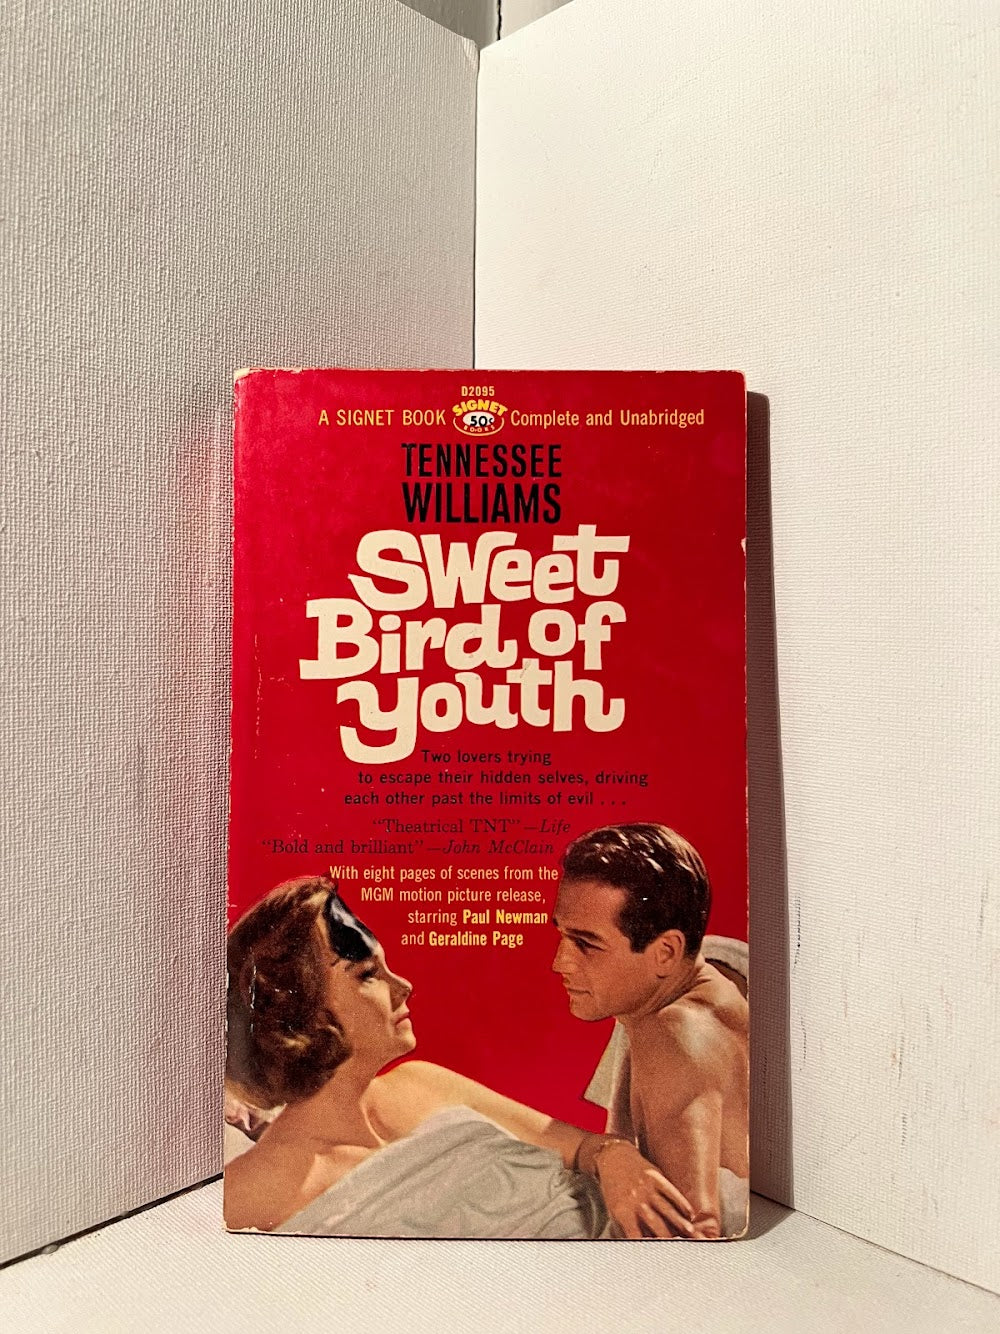 D2095
A SIGNET BOOK SIGNET 50¢ BOOKS Complete and Unabridged
TENNESSEE
WILLIAMS
Sweet
Bird of
Youth
Two lovers trying
to escape their hidden selves, driving
each other past the limits of evil . . .
"Theatrical TNT"—Life
"Bold and brilliant"—John McClain
With eight pages of scenes from the
MGM motion picture release,
starring Paul Newman
and Geraldine Page